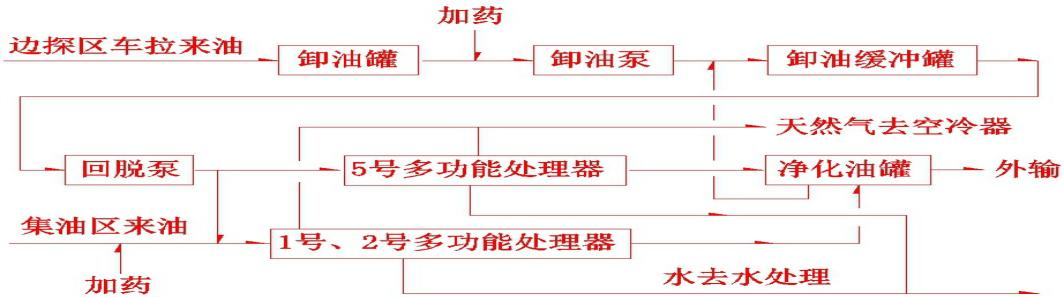 加药
边探区车拉来油
卸油罐
卸油泵
卸油缓冲罐
天然气去空冷器
回脱泵
5号多功能处理器
净化油罐
外输
集油区来油
1号、2号多功能处理器
加药
水去水处理